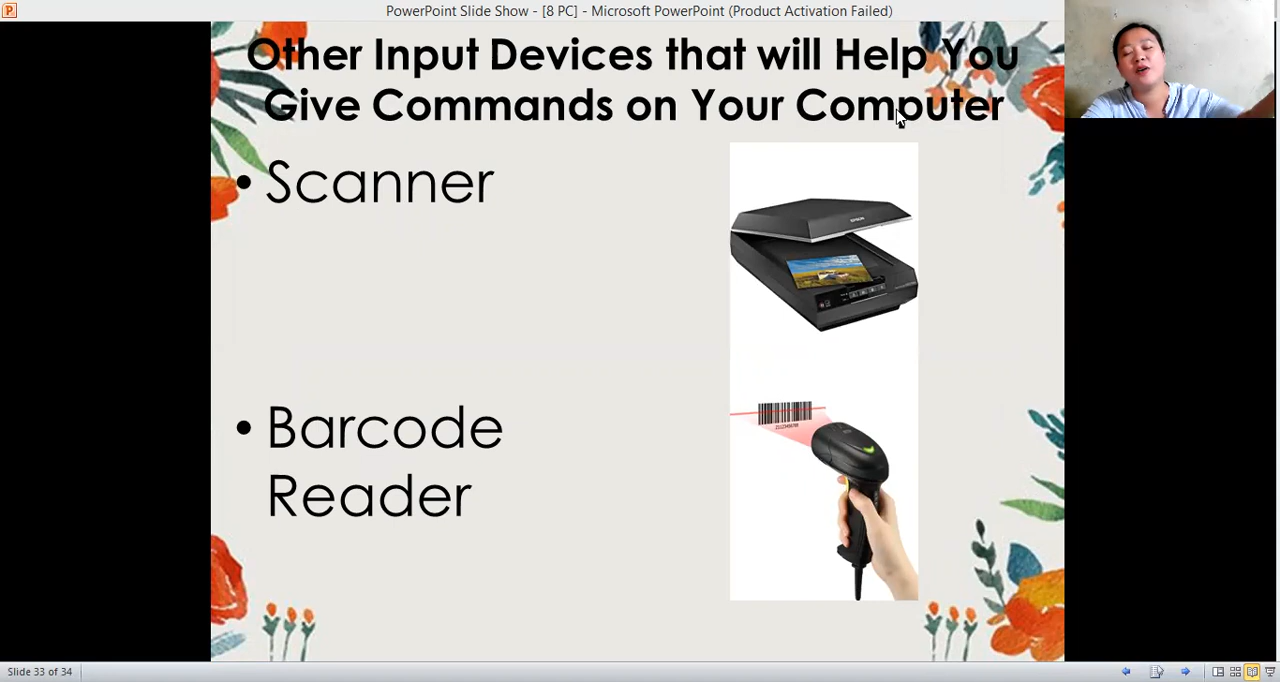 PowerPoint Slide Show - [8 PC] - Microsoft PowerPoint (Product Activation Failed)
Other Input Devices that will Help You
Give Commands on Your Computer
• Scanner
EPSON
• Barcode
Reader
Slide 33 of 34